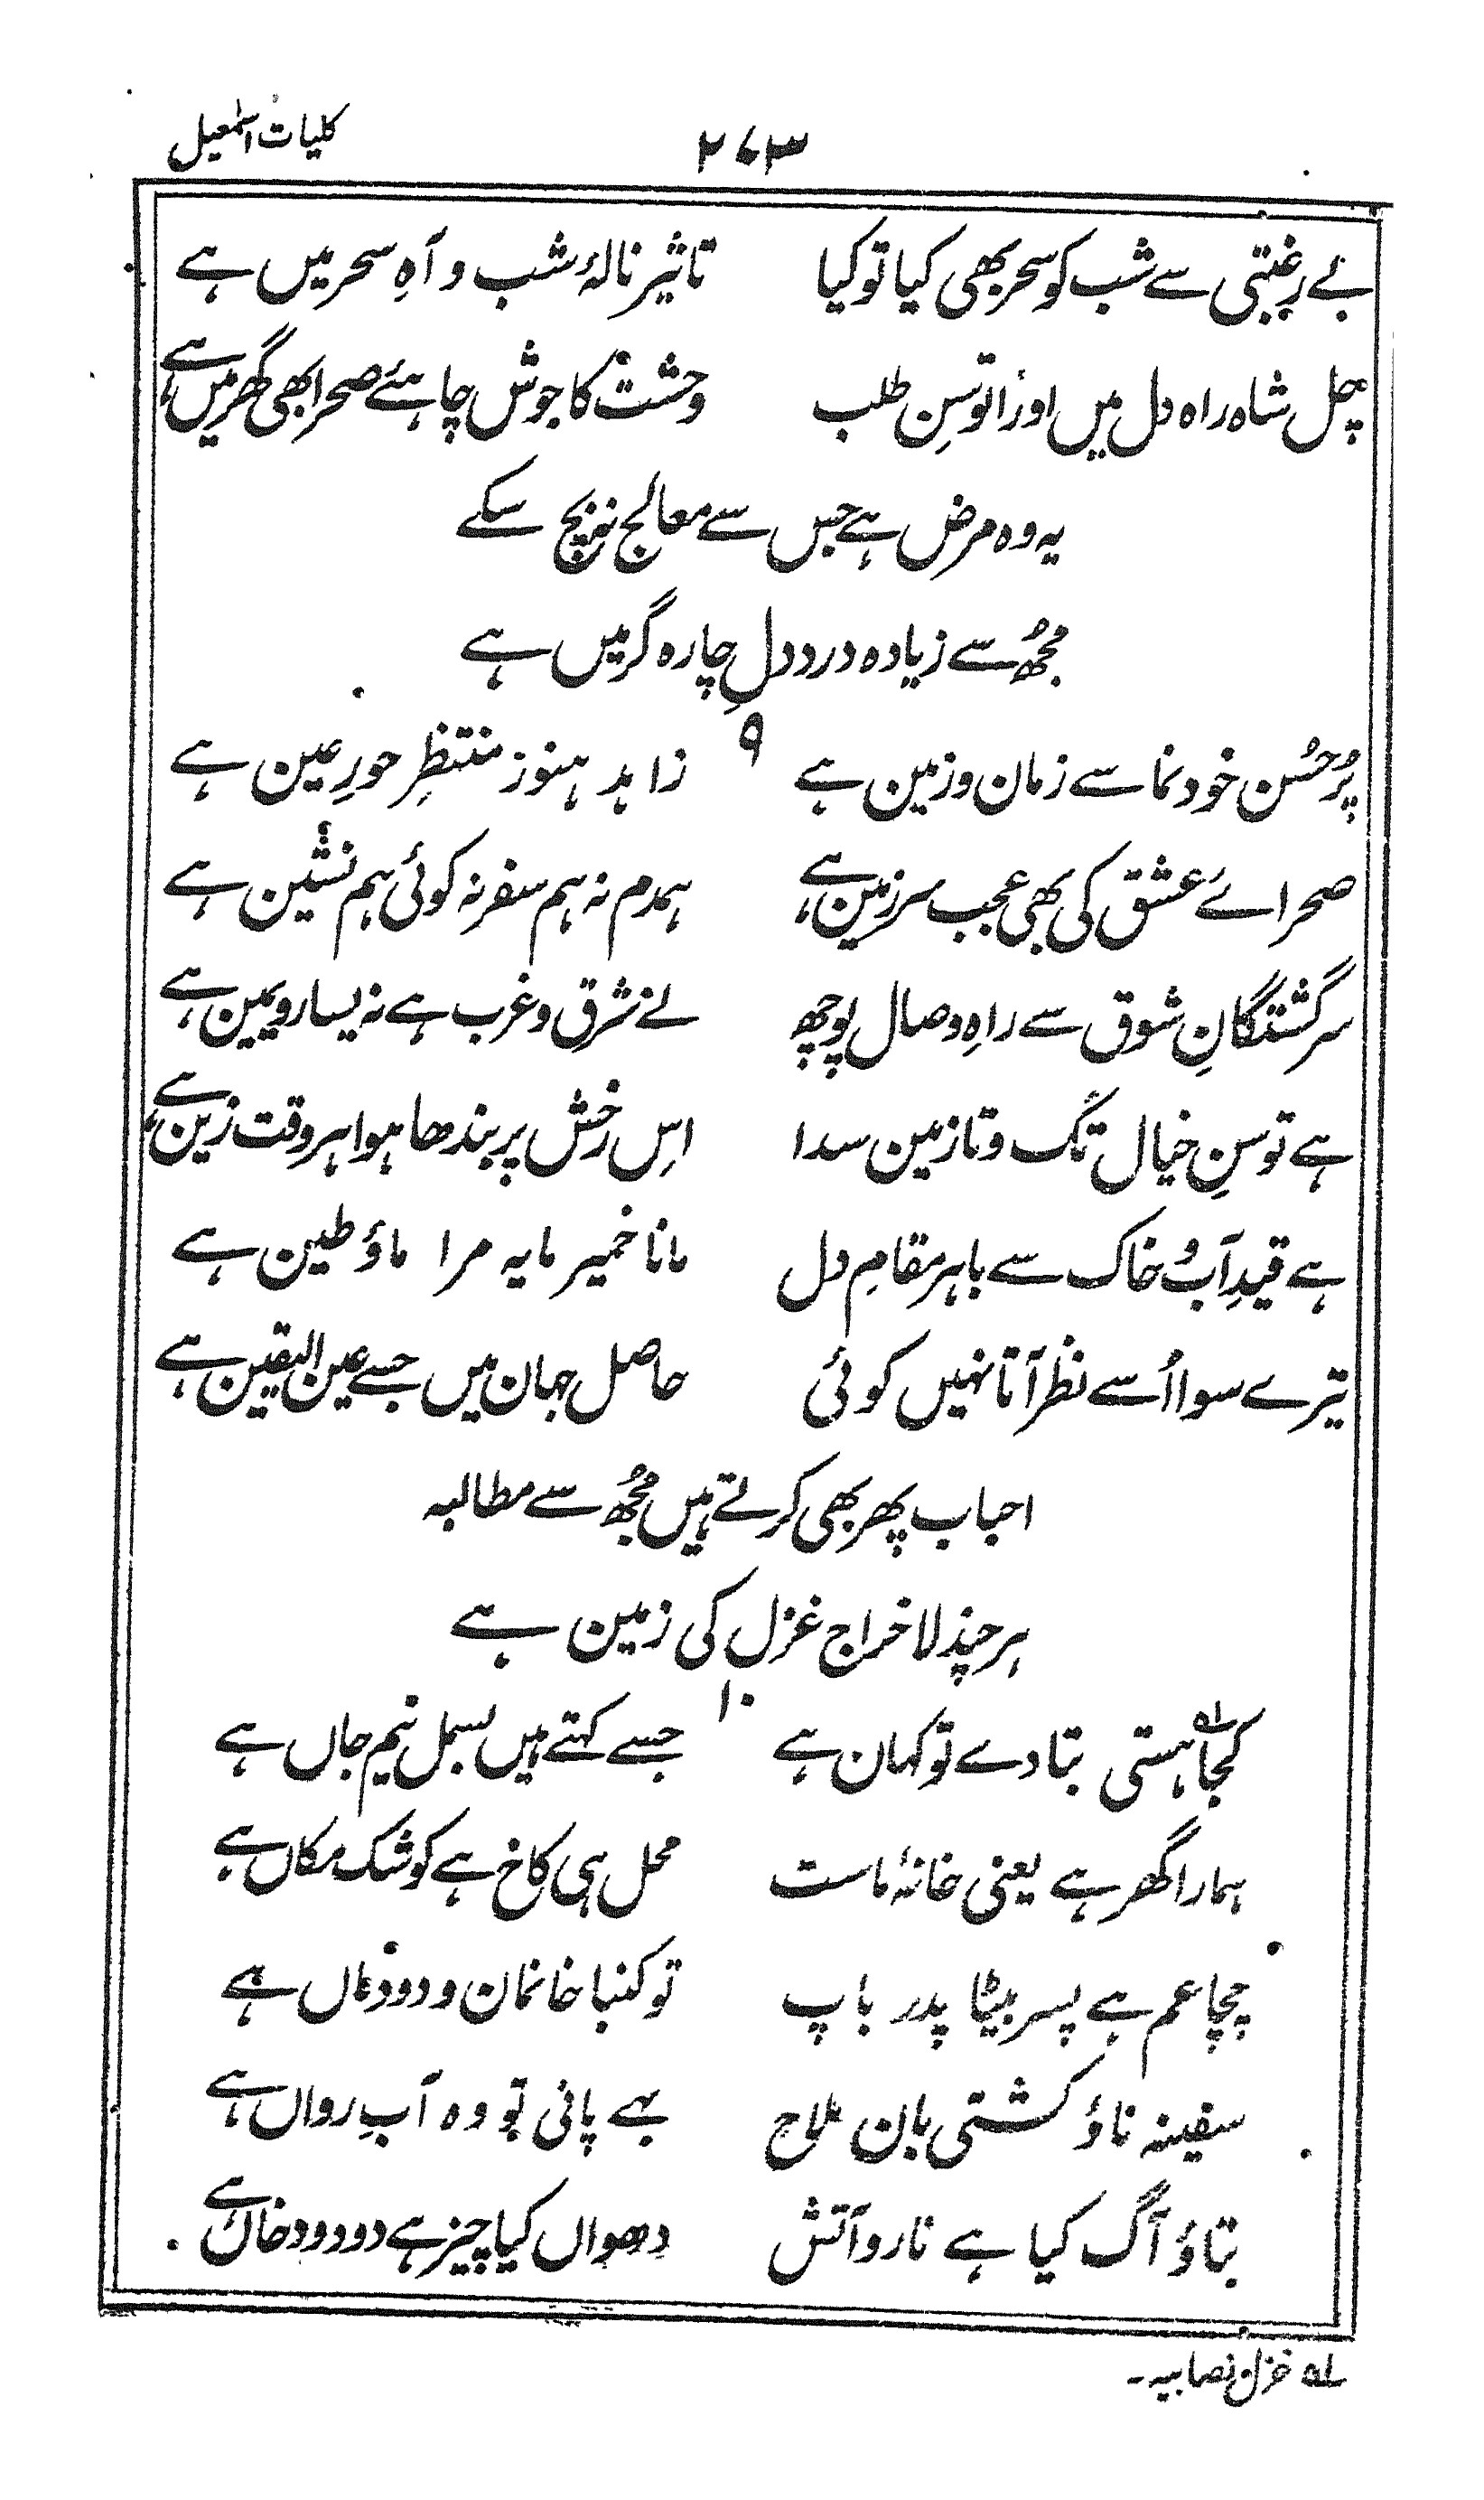 ۲۷۳ کلیات اسمٰعیل
بے رغبتی سے شب کو سحر بھی کیا تو کیا تاثیر نالۂ شب و آہِ سحر میں ہے
چل شاہ راہ دل میں اوڑا توسنِ طلب وحشت کا جوش چاہئے صحرا بھی گھر میں ہے
یہ وہ مرض ہے جس سے معالج نہ بچ سکے
مجھُ سے زیادہ درد دلِ چارہ گر میں ہے
۹
پُر حُسن خود نما سے زمان و زمین ہے زاہد ہنوز منتظرِ حورِ عین ہے
صحرائے عشق کی بھی عجب سرزمین ہے ہمدم نہ ہم سفر نہ کوئی ہم نشین ہے
سرگشتگانِ شوق سے راہِ وصال پوچھ نے شرق و غرب ہے نہ یسار و یمین ہے
ہے توسنِ خیال تگ و تاز مین سدا اِس رخش پر بندھا ہوا ہر وقت زین ہے
ہے قیدِ آب و خاک سے باہر مقامِ دل مانا خمیر مایہ مرا ماؤ طین ہے
تیرے سوا اُسے نظر آتا نہیں کوئی حاصل جہان میں جسے عین الیقین ہے
احباب پھر بھی کرتے ہیں مجھُ سے مطالبہ
ہر چند لا خراج غزل کی زمین ہے
۱۰
کجا ہستی بتا دے تو کہان ہے جسے کہتے ہیں بسمل نیم جاں ہے
ہمارا گھر ہے یعنی خانۂ ماست محل ہی کاخ ہے کوشک مکاں ہے
چچا عم ہے پسر بیٹا پدر باپ تو کنبا خانمان و دودماں ہے
سفینہ ناؤ کشتی بان ملاح بہے پانی تو وہ آبِ رواں ہے
بتاؤ آگ کیا ہے نار و آتش دھواں کیا چیز ہے دود و دخاں ہے
لہ غزل نصابیہ۔